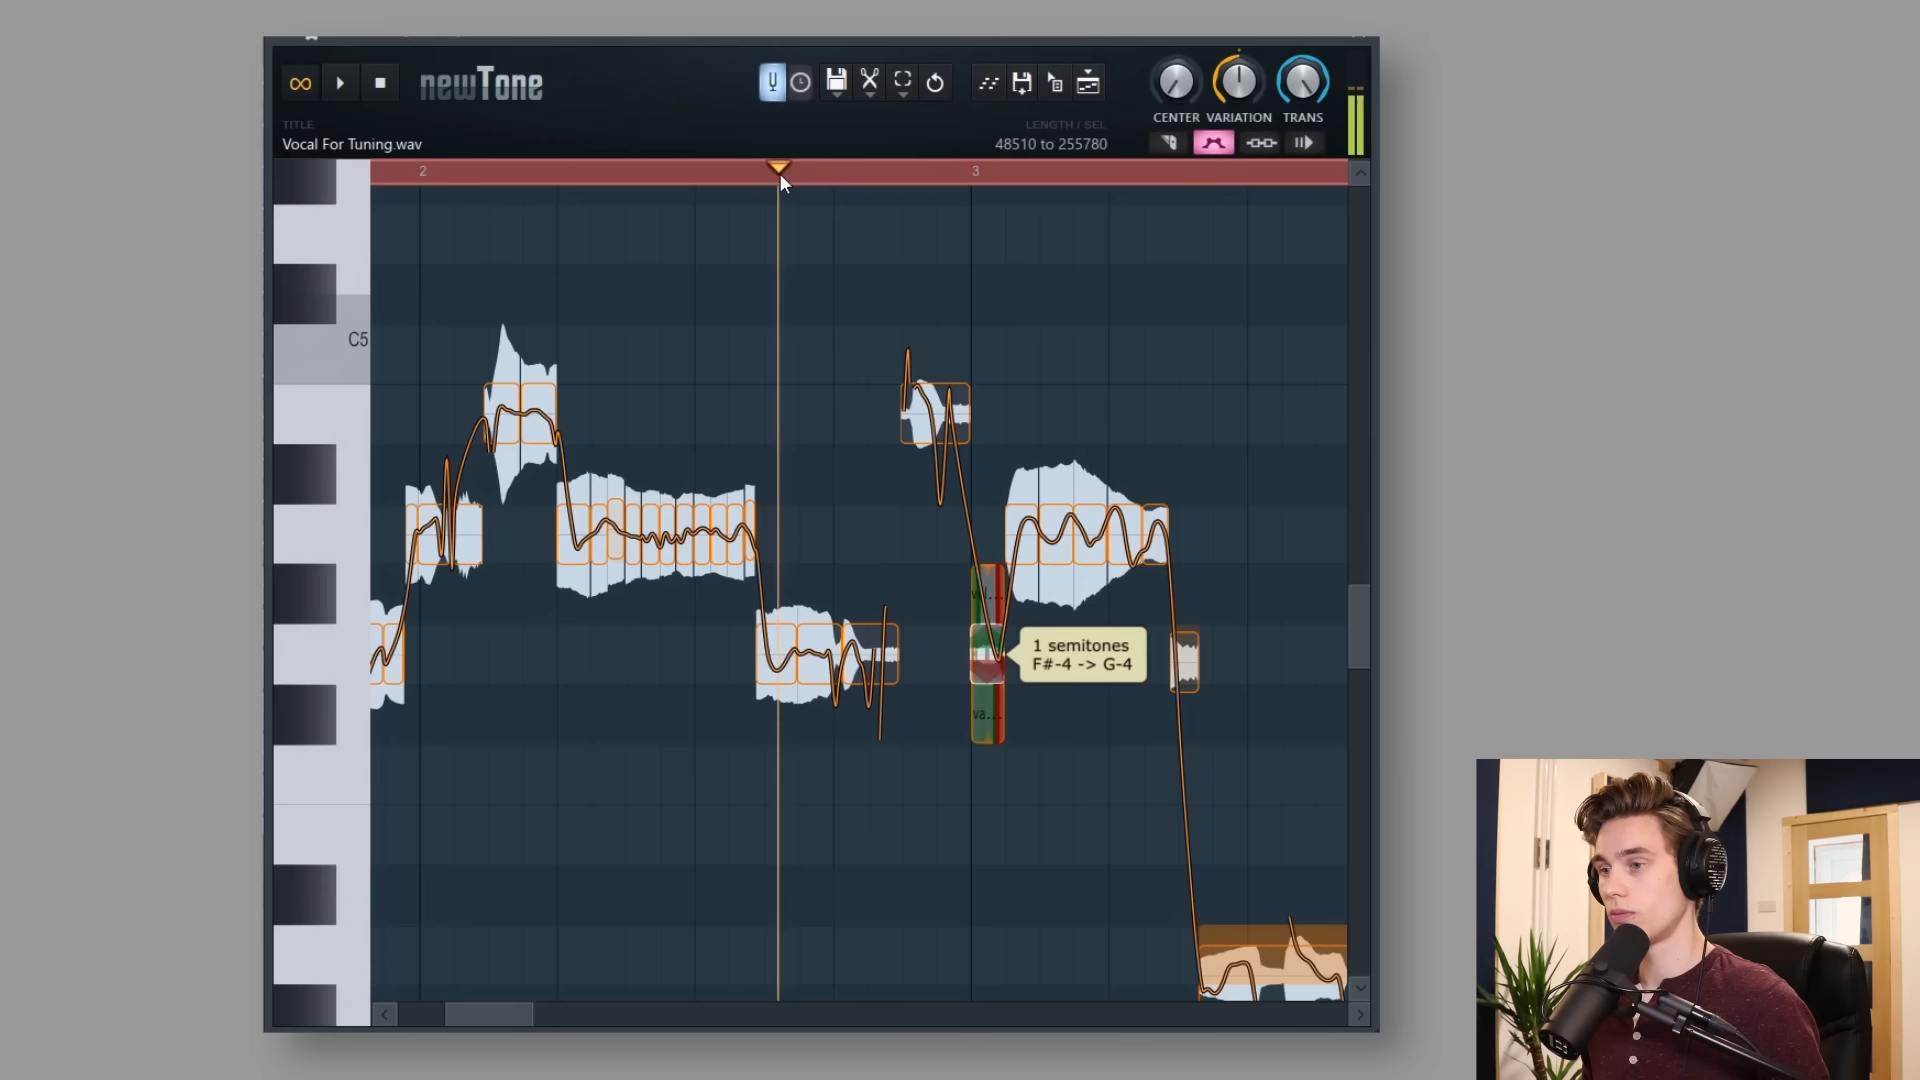 newTone
TITLE
Vocal For Tuning.wav
LENGTH / SEL
48510 to 255780
CENTER VARIATION TRANS
2
3
C5
1 semitones
F#-4 -> G-4
va...